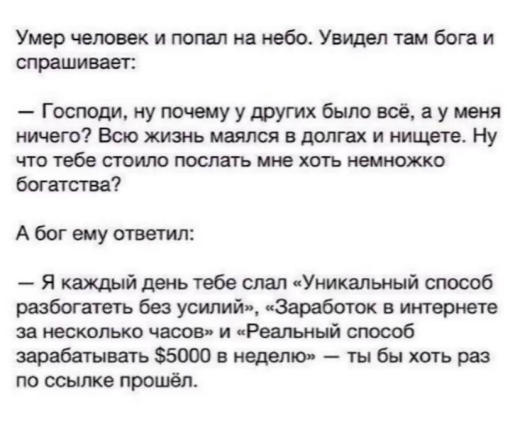 Умер человек и попал на небо. Увидел там бога и
спрашивает:
— Господи, ну почему у других было всё, а у меня
ничего? Всю жизнь маялся в долгах и нищете. Ну
что тебе стоило послать мне хоть немножко
богатства?
А бог ему ответил:
— Я каждый день тебе слал «Уникальный способ
разбогатеть без усилий», «Заработок в интернете
за несколько часов» и «Реальный способ
зарабатывать $5000 в неделю» — ты бы хоть раз
по ссылке прошёл.